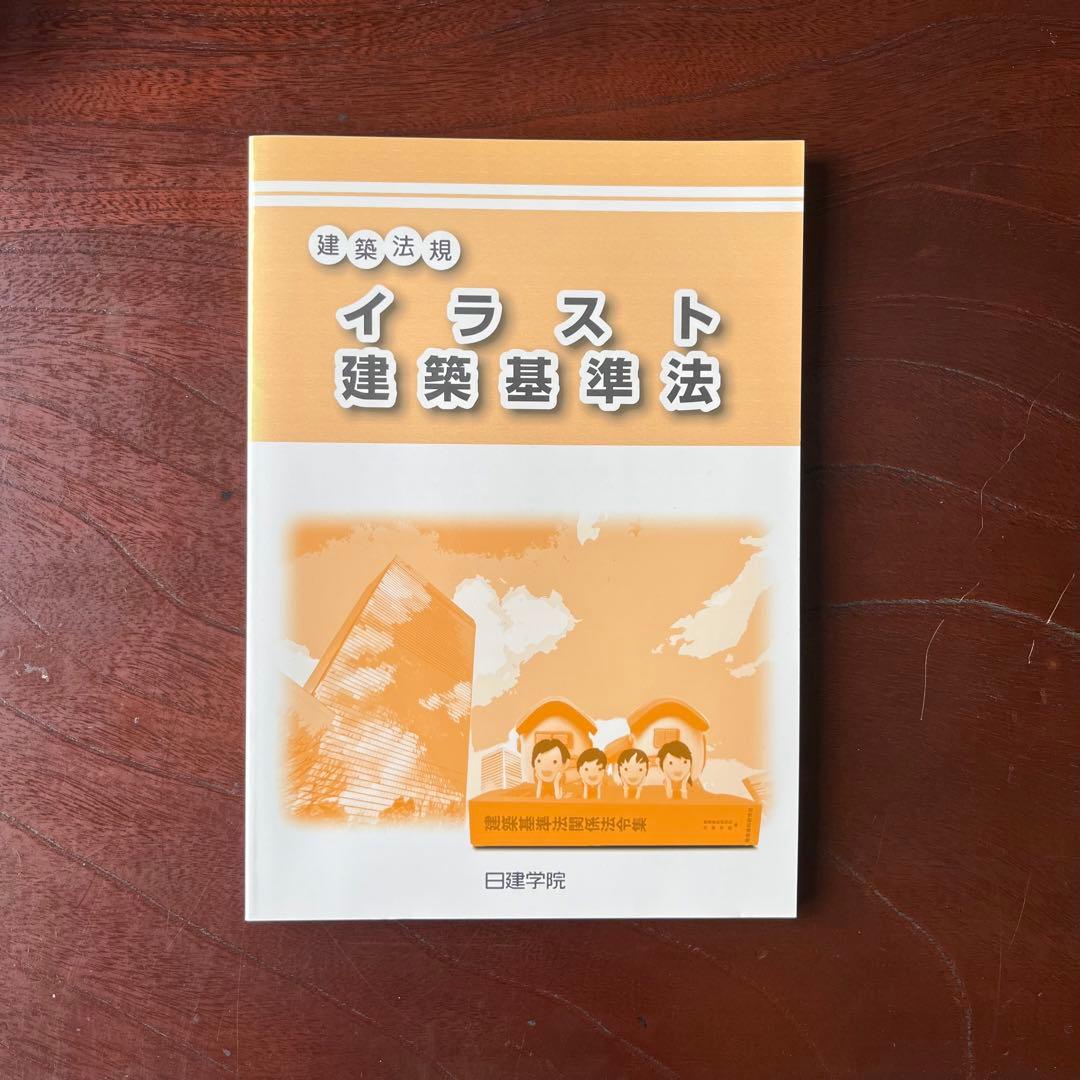 建築法規
イラスト
建築基準法
建築基準法関係法令集
日建学院